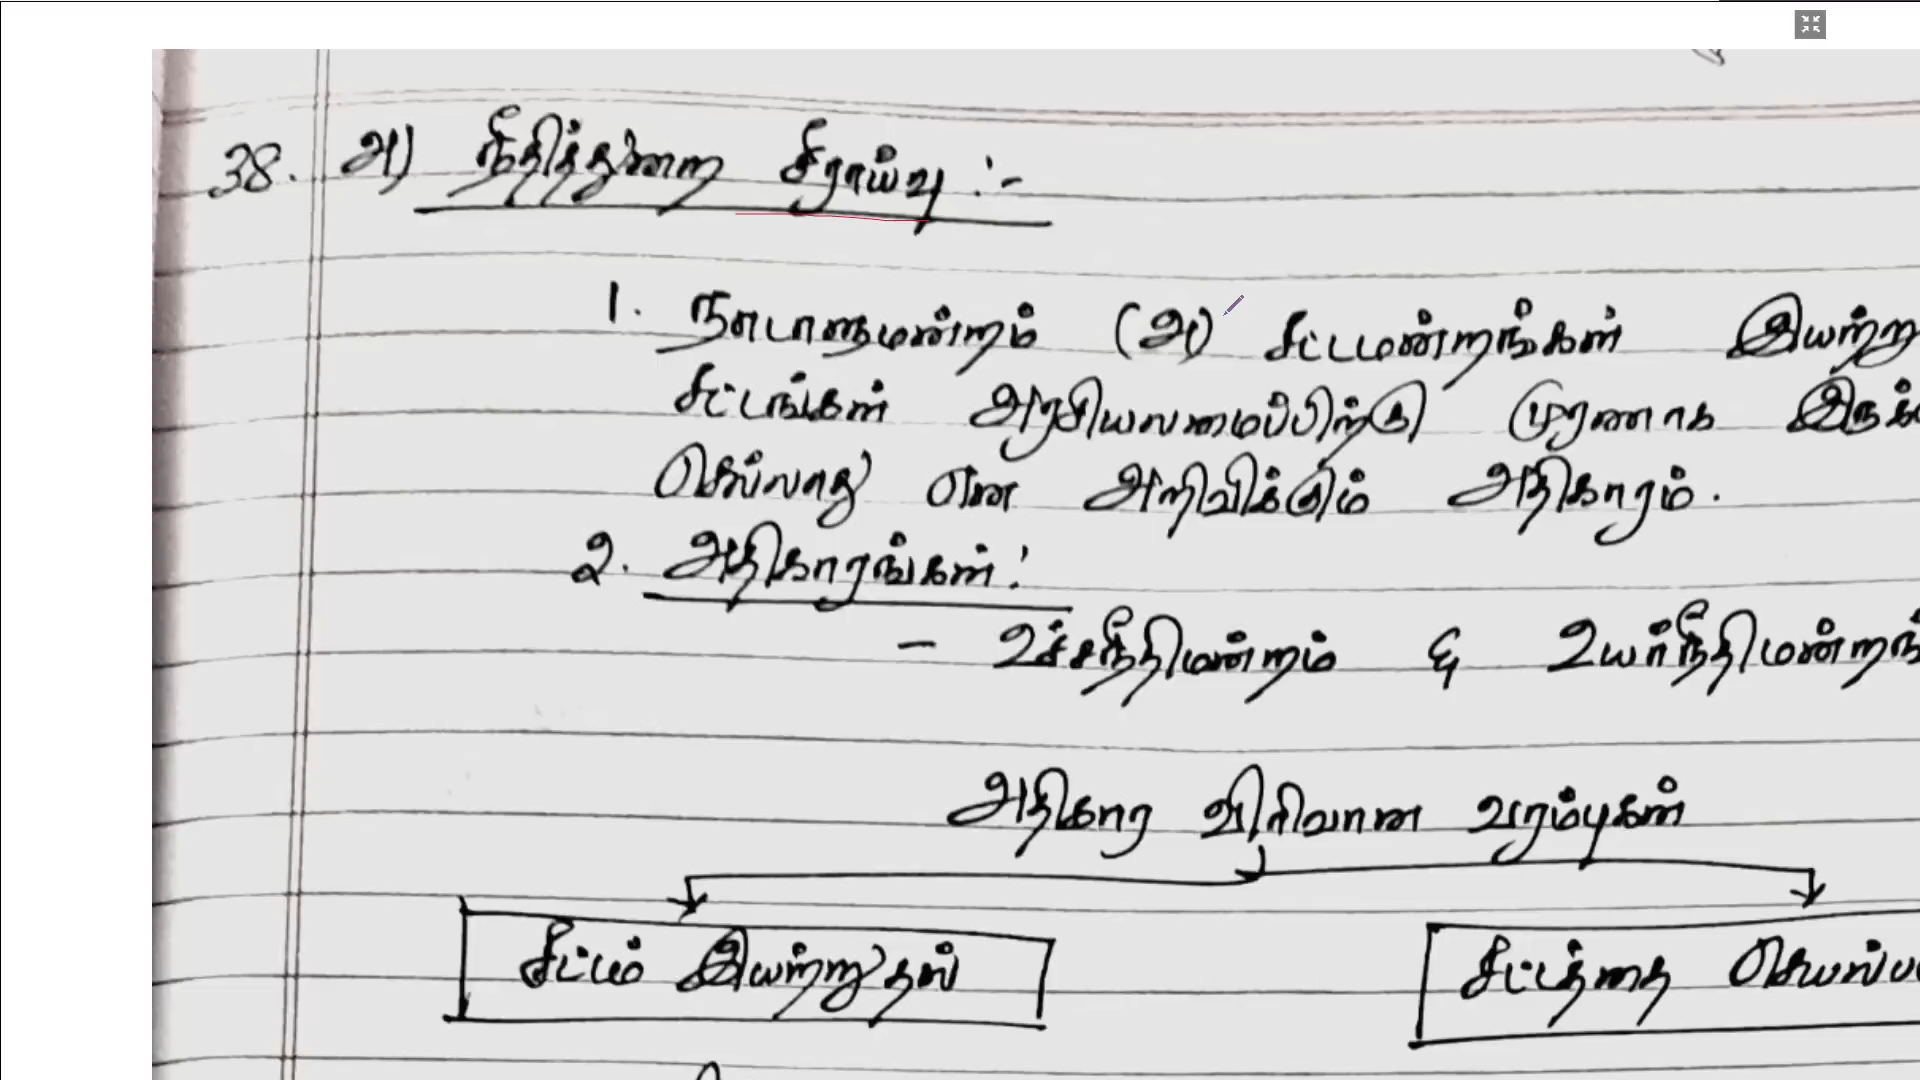 38. அ) நீதித்துறை சீராய்வு :-
1. நாடாளுமன்றம் (அ) சட்டமன்றங்கள் இயற்று
சட்டங்கள் அரசியலமைப்பிற்கு முரணாக இருக்
செல்லாது என அறிவிக்கும் அதிகாரம்.
2. அதிகாரங்கள்:
- உச்சநீதிமன்றம் & உயர்நீதிமன்றங்
அதிகார விரிவான வரம்புகள்
சட்டம் இயற்றுதல் சட்டத்தை செயல்ப